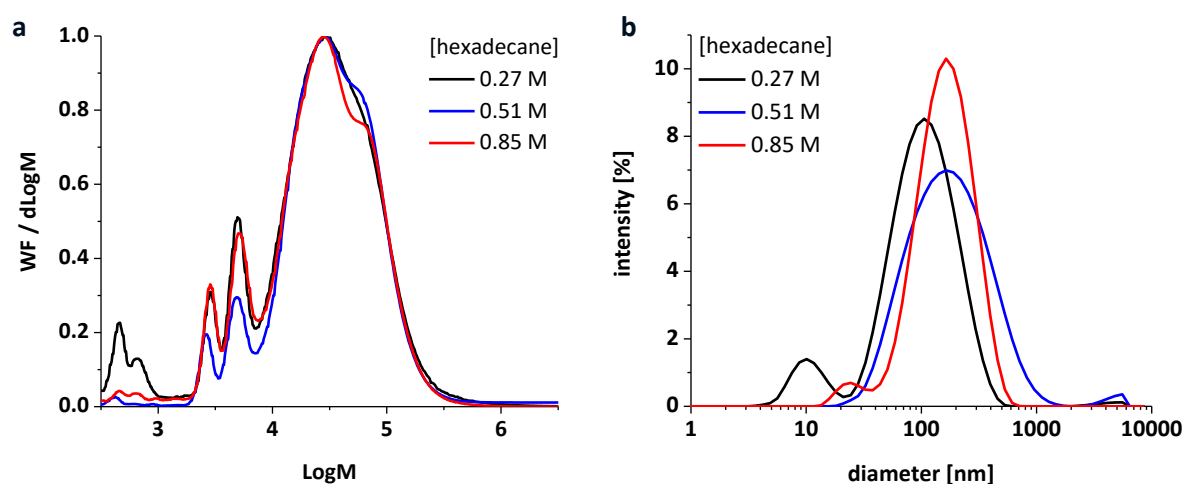 a
[hexadecane]
0.27 M
0.51 M
0.85 M
WF / dLogM
1.0
0.8
0.6
0.4
0.2
0.0
3
4
5
6
LogM
b
[hexadecane]
0.27 M
0.51 M
0.85 M
intensity [%]
10
8
6
4
2
0
1
10
100
1000
10000
diameter [nm]